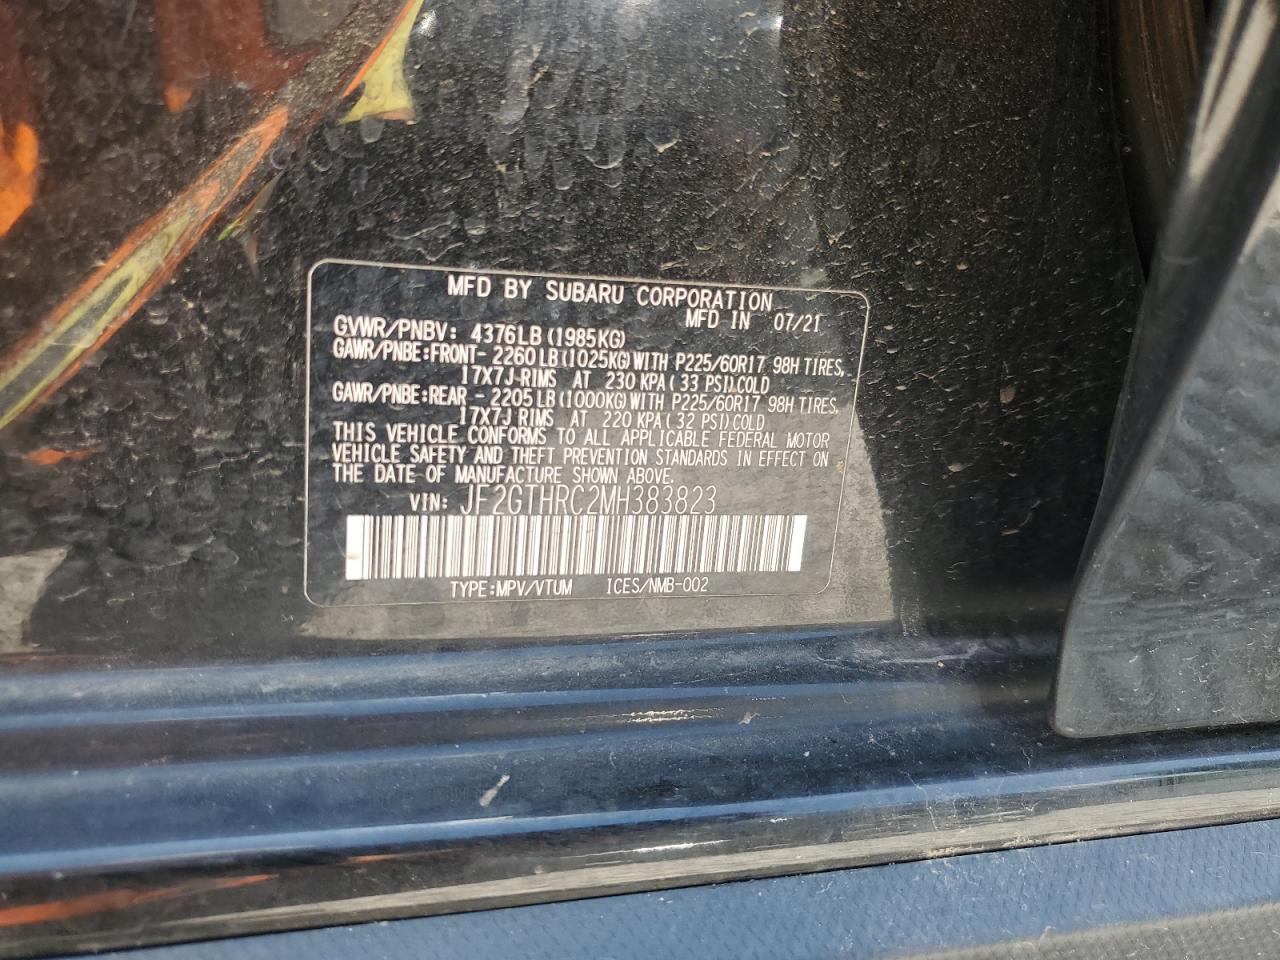 MFD BY SUBARU CORPORATION
MFD IN 07/21
GVWR/PNBV: 4376LB (1985KG)
GAWR/PNBE:FRONT- 2260LB (1025KG) WITH P225/60R17 98H TIRES,
17X7J-RIMS AT 230 KPA ( 33 PSI) COLD
GAWR/PNBE:REAR - 2205LB (1000KG) WITH P225/60R17 98H TIRES,
17X7J RIMS AT 220 KPA ( 32 PSI) COLD
THIS VEHICLE CONFORMS TO ALL APPLICABLE FEDERAL MOTOR
VEHICLE SAFETY AND THEFT PREVENTION STANDARDS IN EFFECT ON
THE DATE OF MANUFACTURE SHOWN ABOVE.
VIN: JF2GTHRC2MH383823
TYPE:MPV/VTUM ICES/NMB-002